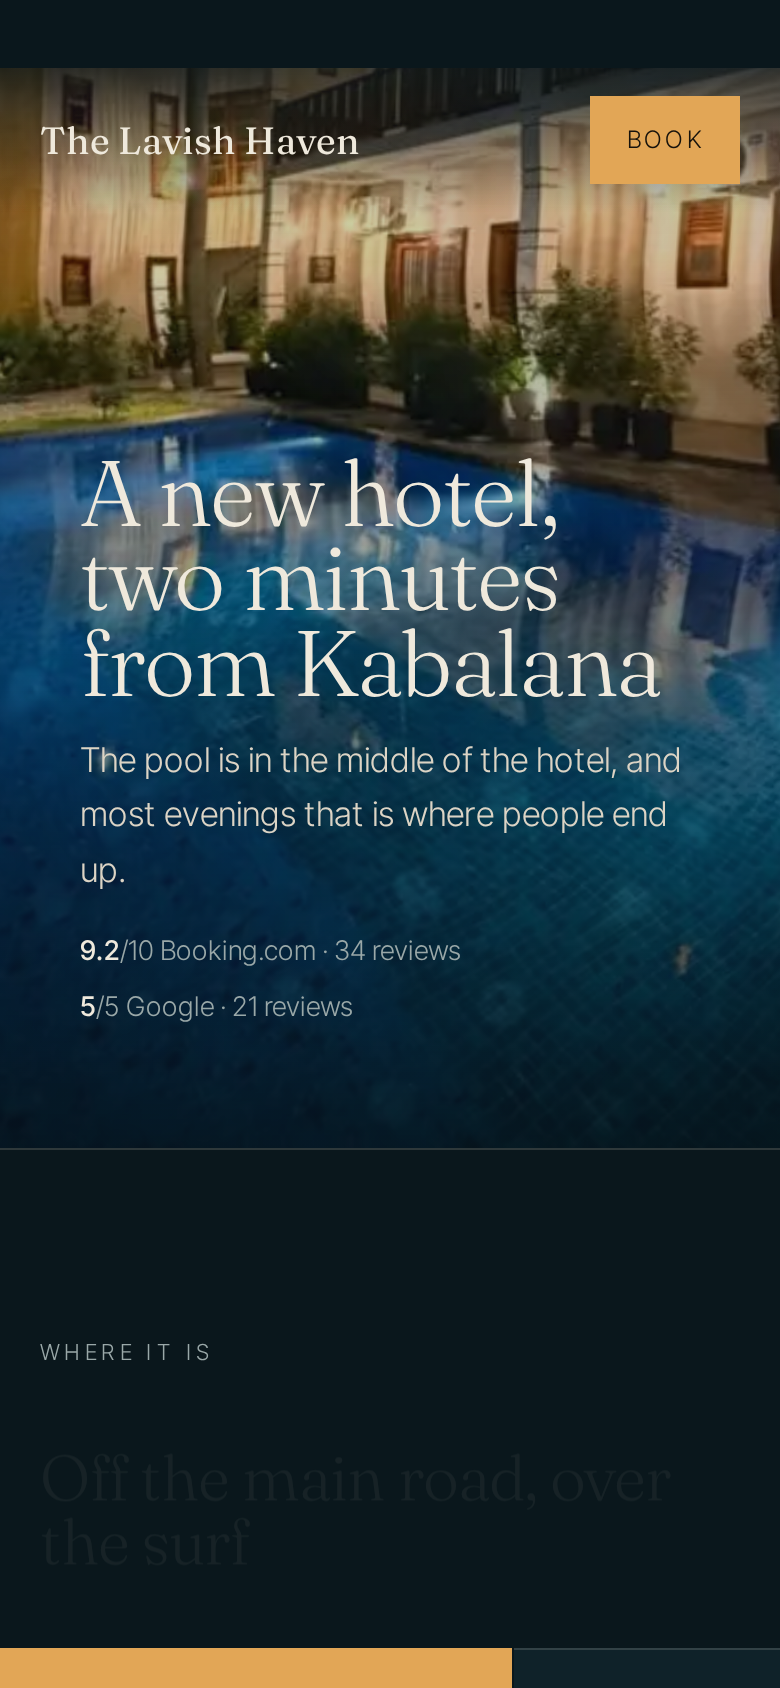 The Lavish Haven
BOOK
A new hotel,
two minutes
from Kabalana
The pool is in the middle of the hotel, and
most evenings that is where people end
up.
9.2/10 Booking.com · 34 reviews
5/5 Google · 21 reviews
WHERE IT IS
Off the main road, over
the surf